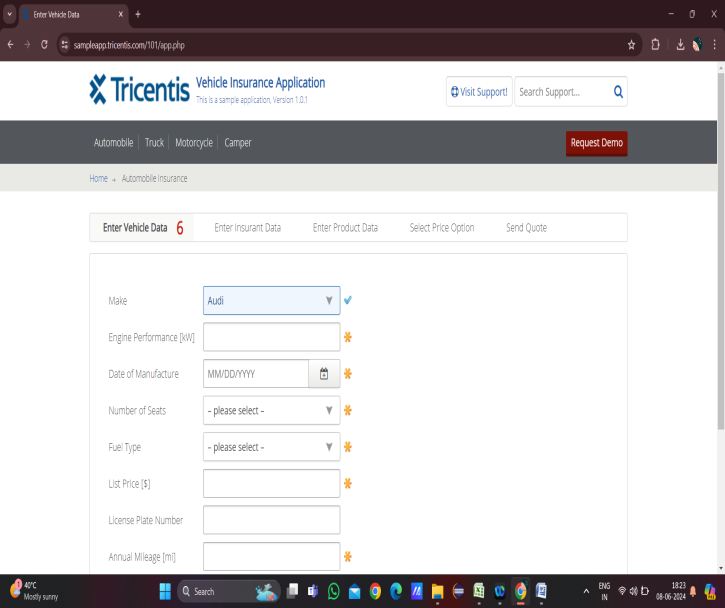 Enter Vehicle Data
sampleapp.tricentis.com/101/app.php
Tricentis
Vehicle Insurance Application
This is a sample application, Version 1.0.1
Visit Support!
Search Support...
Automobile Truck Motorcycle Camper
Request Demo
Home Automobile Insurance
Enter Vehicle Data 6 Enter Insurant Data Enter Product Data Select Price Option Send Quote
Make Audi
Engine Performance [kW]
Date of Manufacture MM/DD/YYYY
Number of Seats – please select –
Fuel Type – please select –
List Price [$]
License Plate Number
Annual Mileage [mi]
40°C
Mostly sunny
Search
ENG
IN
18:23
08-06-2024